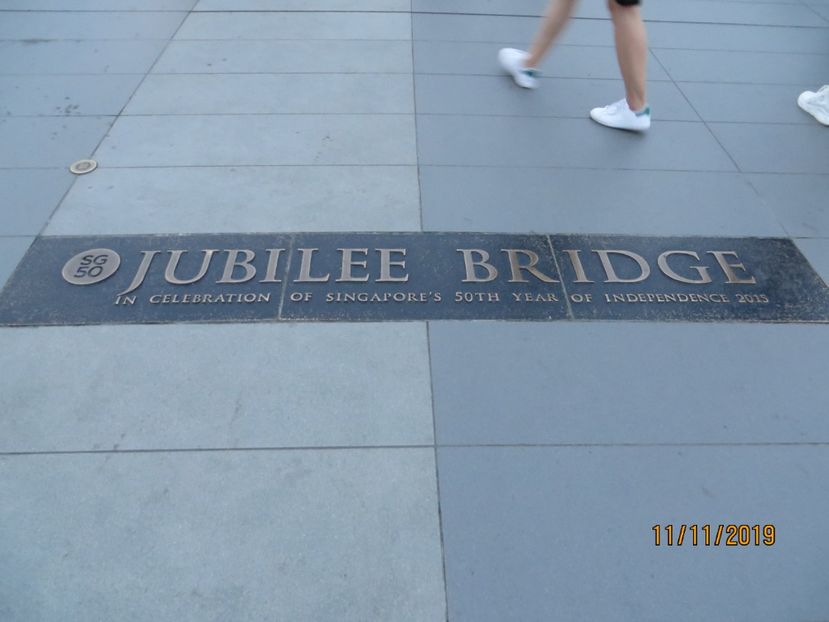 SG
50
JUBILEE BRIDGE
IN CELEBRATION OF SINGAPORE'S 50TH YEAR OF INDEPENDENCE 2015
11/11/2019